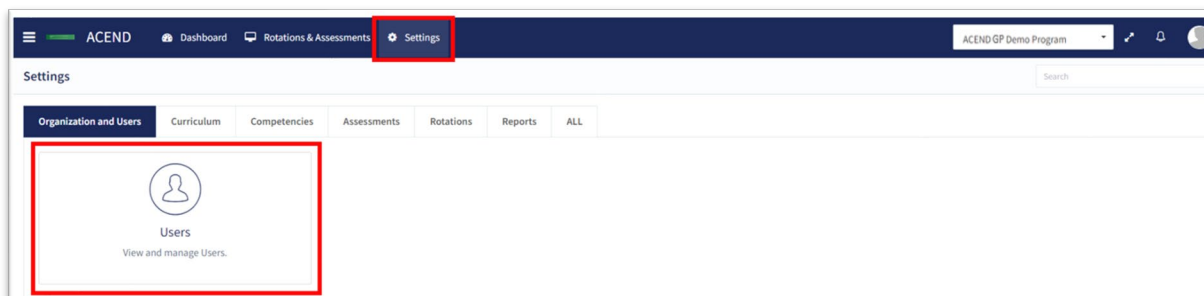 ACEND Dashboard Rotations & Assessments Settings ACEND GP Demo Program
Settings Search
Organization and Users Curriculum Competencies Assessments Rotations Reports ALL
Users
View and manage Users.